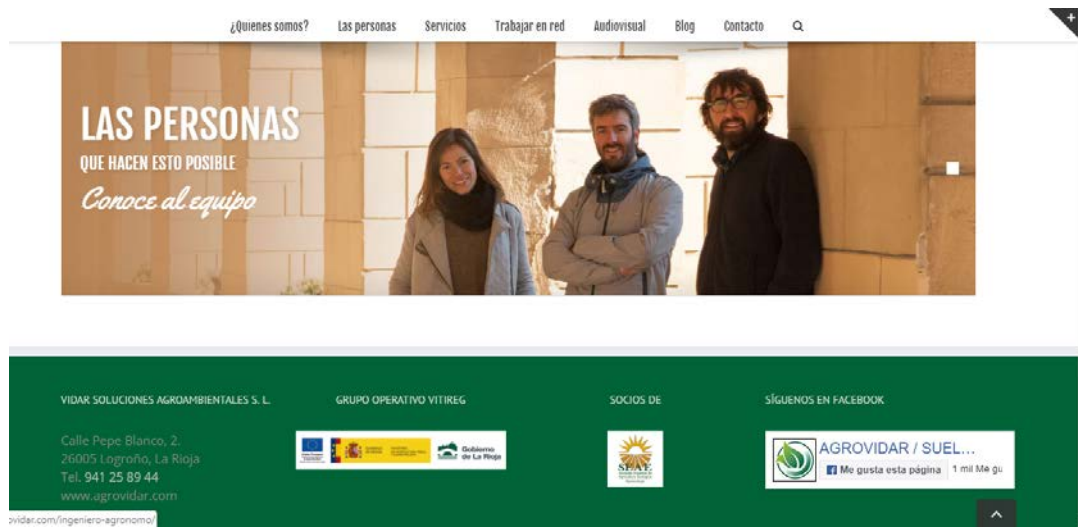 ¿Quienes somos? Las personas Servicios Trabajar en red Audiovisual Blog Contacto
LAS PERSONAS
QUE HACEN ESTO POSIBLE
Conoce al equipo
VIDAR SOLUCIONES AGROAMBIENTALES S. L.
Calle Pepe Blanco, 2.
26005 Logroño, La Rioja
Tel. 941 25 89 44
www.agrovidar.com
GRUPO OPERATIVO VITIREG
Gobierno
de La Rioja
SOCIOS DE
SEAE
SÍGUENOS EN FACEBOOK
AGROVIDAR / SUEL...
Me gusta esta página 1 mil Me gu
ovidar.com/ingeniero-agronomo/